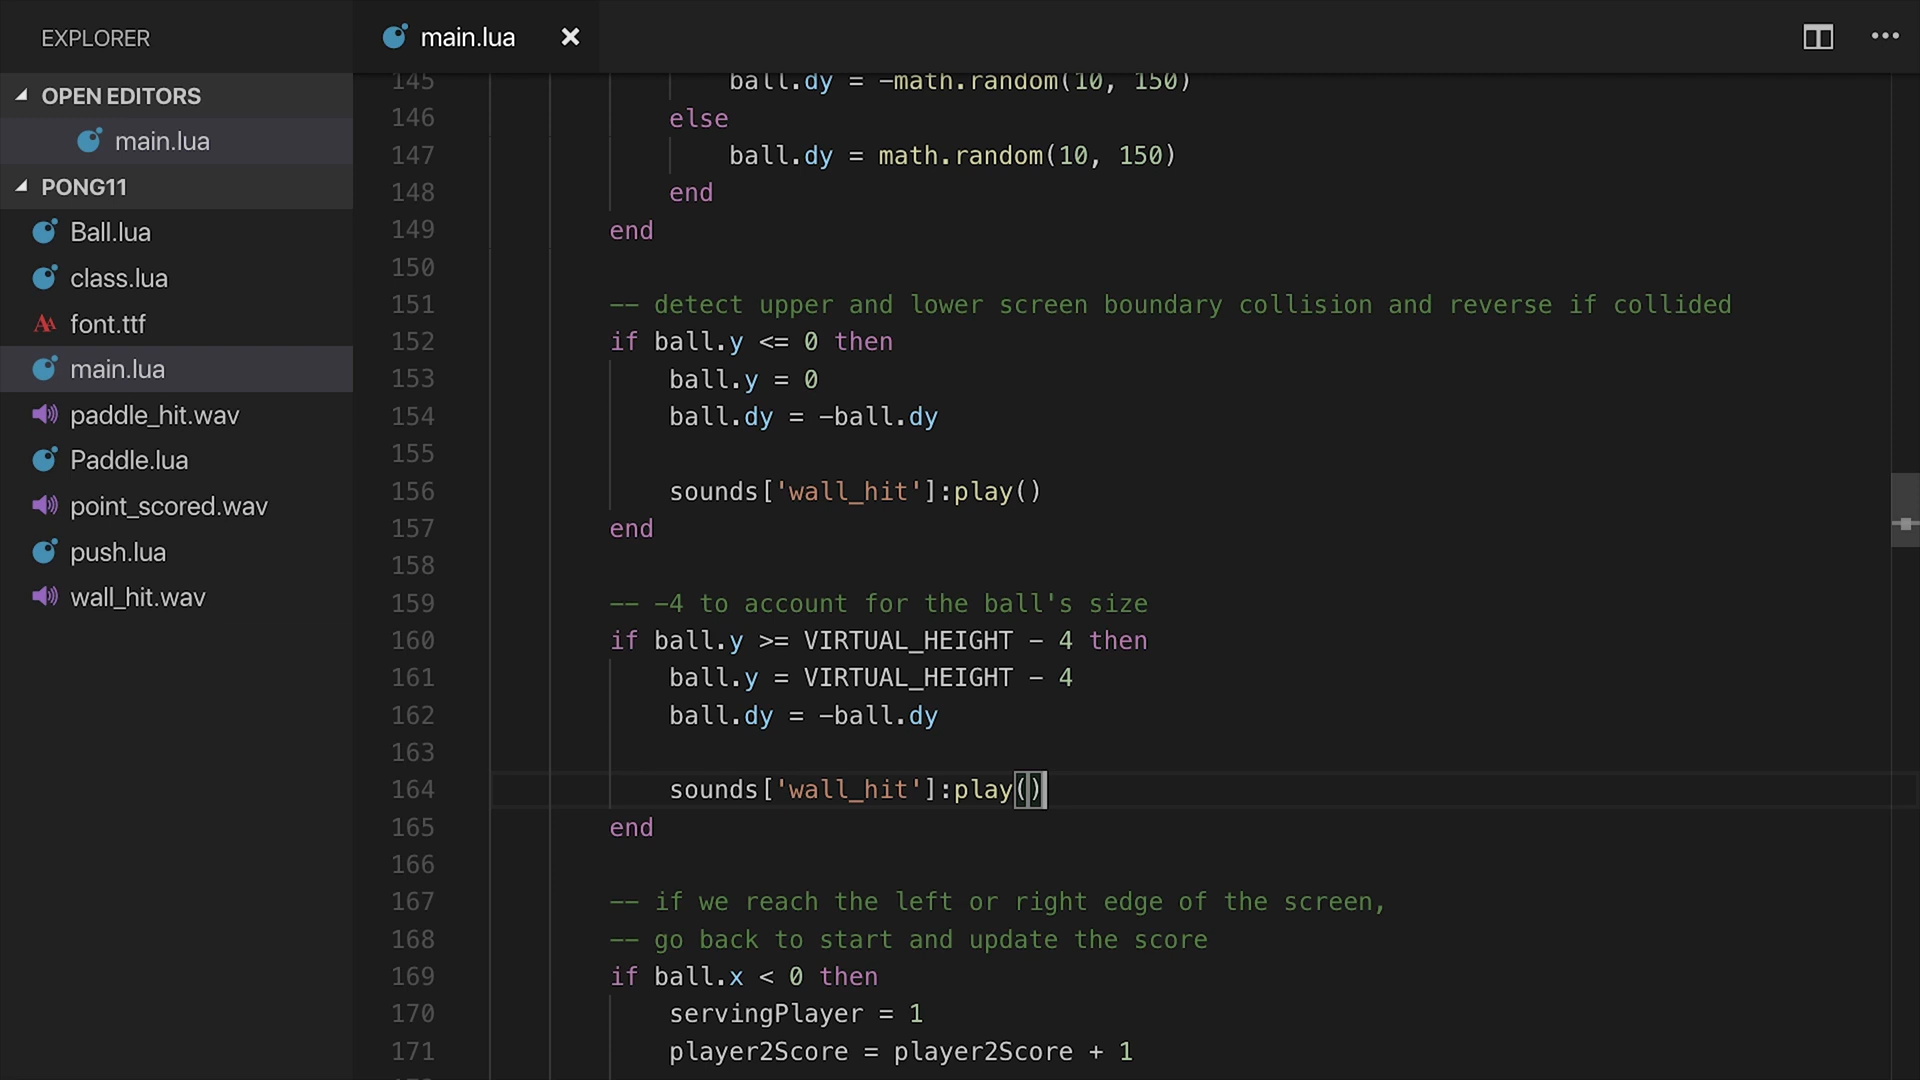 EXPLORER
OPEN EDITORS
main.lua
PONG11
Ball.lua
class.lua
font.ttf
main.lua
paddle_hit.wav
Paddle.lua
point_scored.wav
push.lua
wall_hit.wav
main.lua
145 ball.dy = -math.random(10, 150)
146 else
147 ball.dy = math.random(10, 150)
148 end
149 end
150
151 -- detect upper and lower screen boundary collision and reverse if collided
152 if ball.y <= 0 then
153 ball.y = 0
154 ball.dy = -ball.dy
155
156 sounds['wall_hit']:play()
157 end
158
159 -- -4 to account for the ball's size
160 if ball.y >= VIRTUAL_HEIGHT - 4 then
161 ball.y = VIRTUAL_HEIGHT - 4
162 ball.dy = -ball.dy
163
164 sounds['wall_hit']:play()
165 end
166
167 -- if we reach the left or right edge of the screen,
168 -- go back to start and update the score
169 if ball.x < 0 then
170 servingPlayer = 1
171 player2Score = player2Score + 1